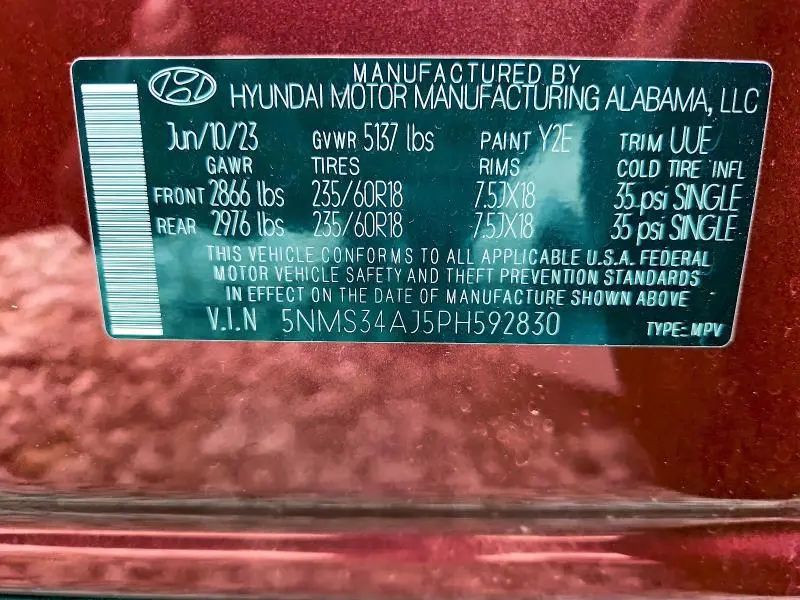 MANUFACTURED BY
HYUNDAI MOTOR MANUFACTURING ALABAMA, LLC
Jun/10/23 GVWR 5137 lbs PAINT Y2E TRIM UUE
GAWR TIRES RIMS COLD TIRE INFL
FRONT 2866 lbs 235/60R18 7.5JX18 35 psi SINGLE
REAR 2976 lbs 235/60R18 7.5JX18 35 psi SINGLE
THIS VEHICLE CONFORMS TO ALL APPLICABLE U.S.A. FEDERAL
MOTOR VEHICLE SAFETY AND THEFT PREVENTION STANDARDS
IN EFFECT ON THE DATE OF MANUFACTURE SHOWN ABOVE
V.I.N 5NMS34AJ5PH592830 TYPE: MPV